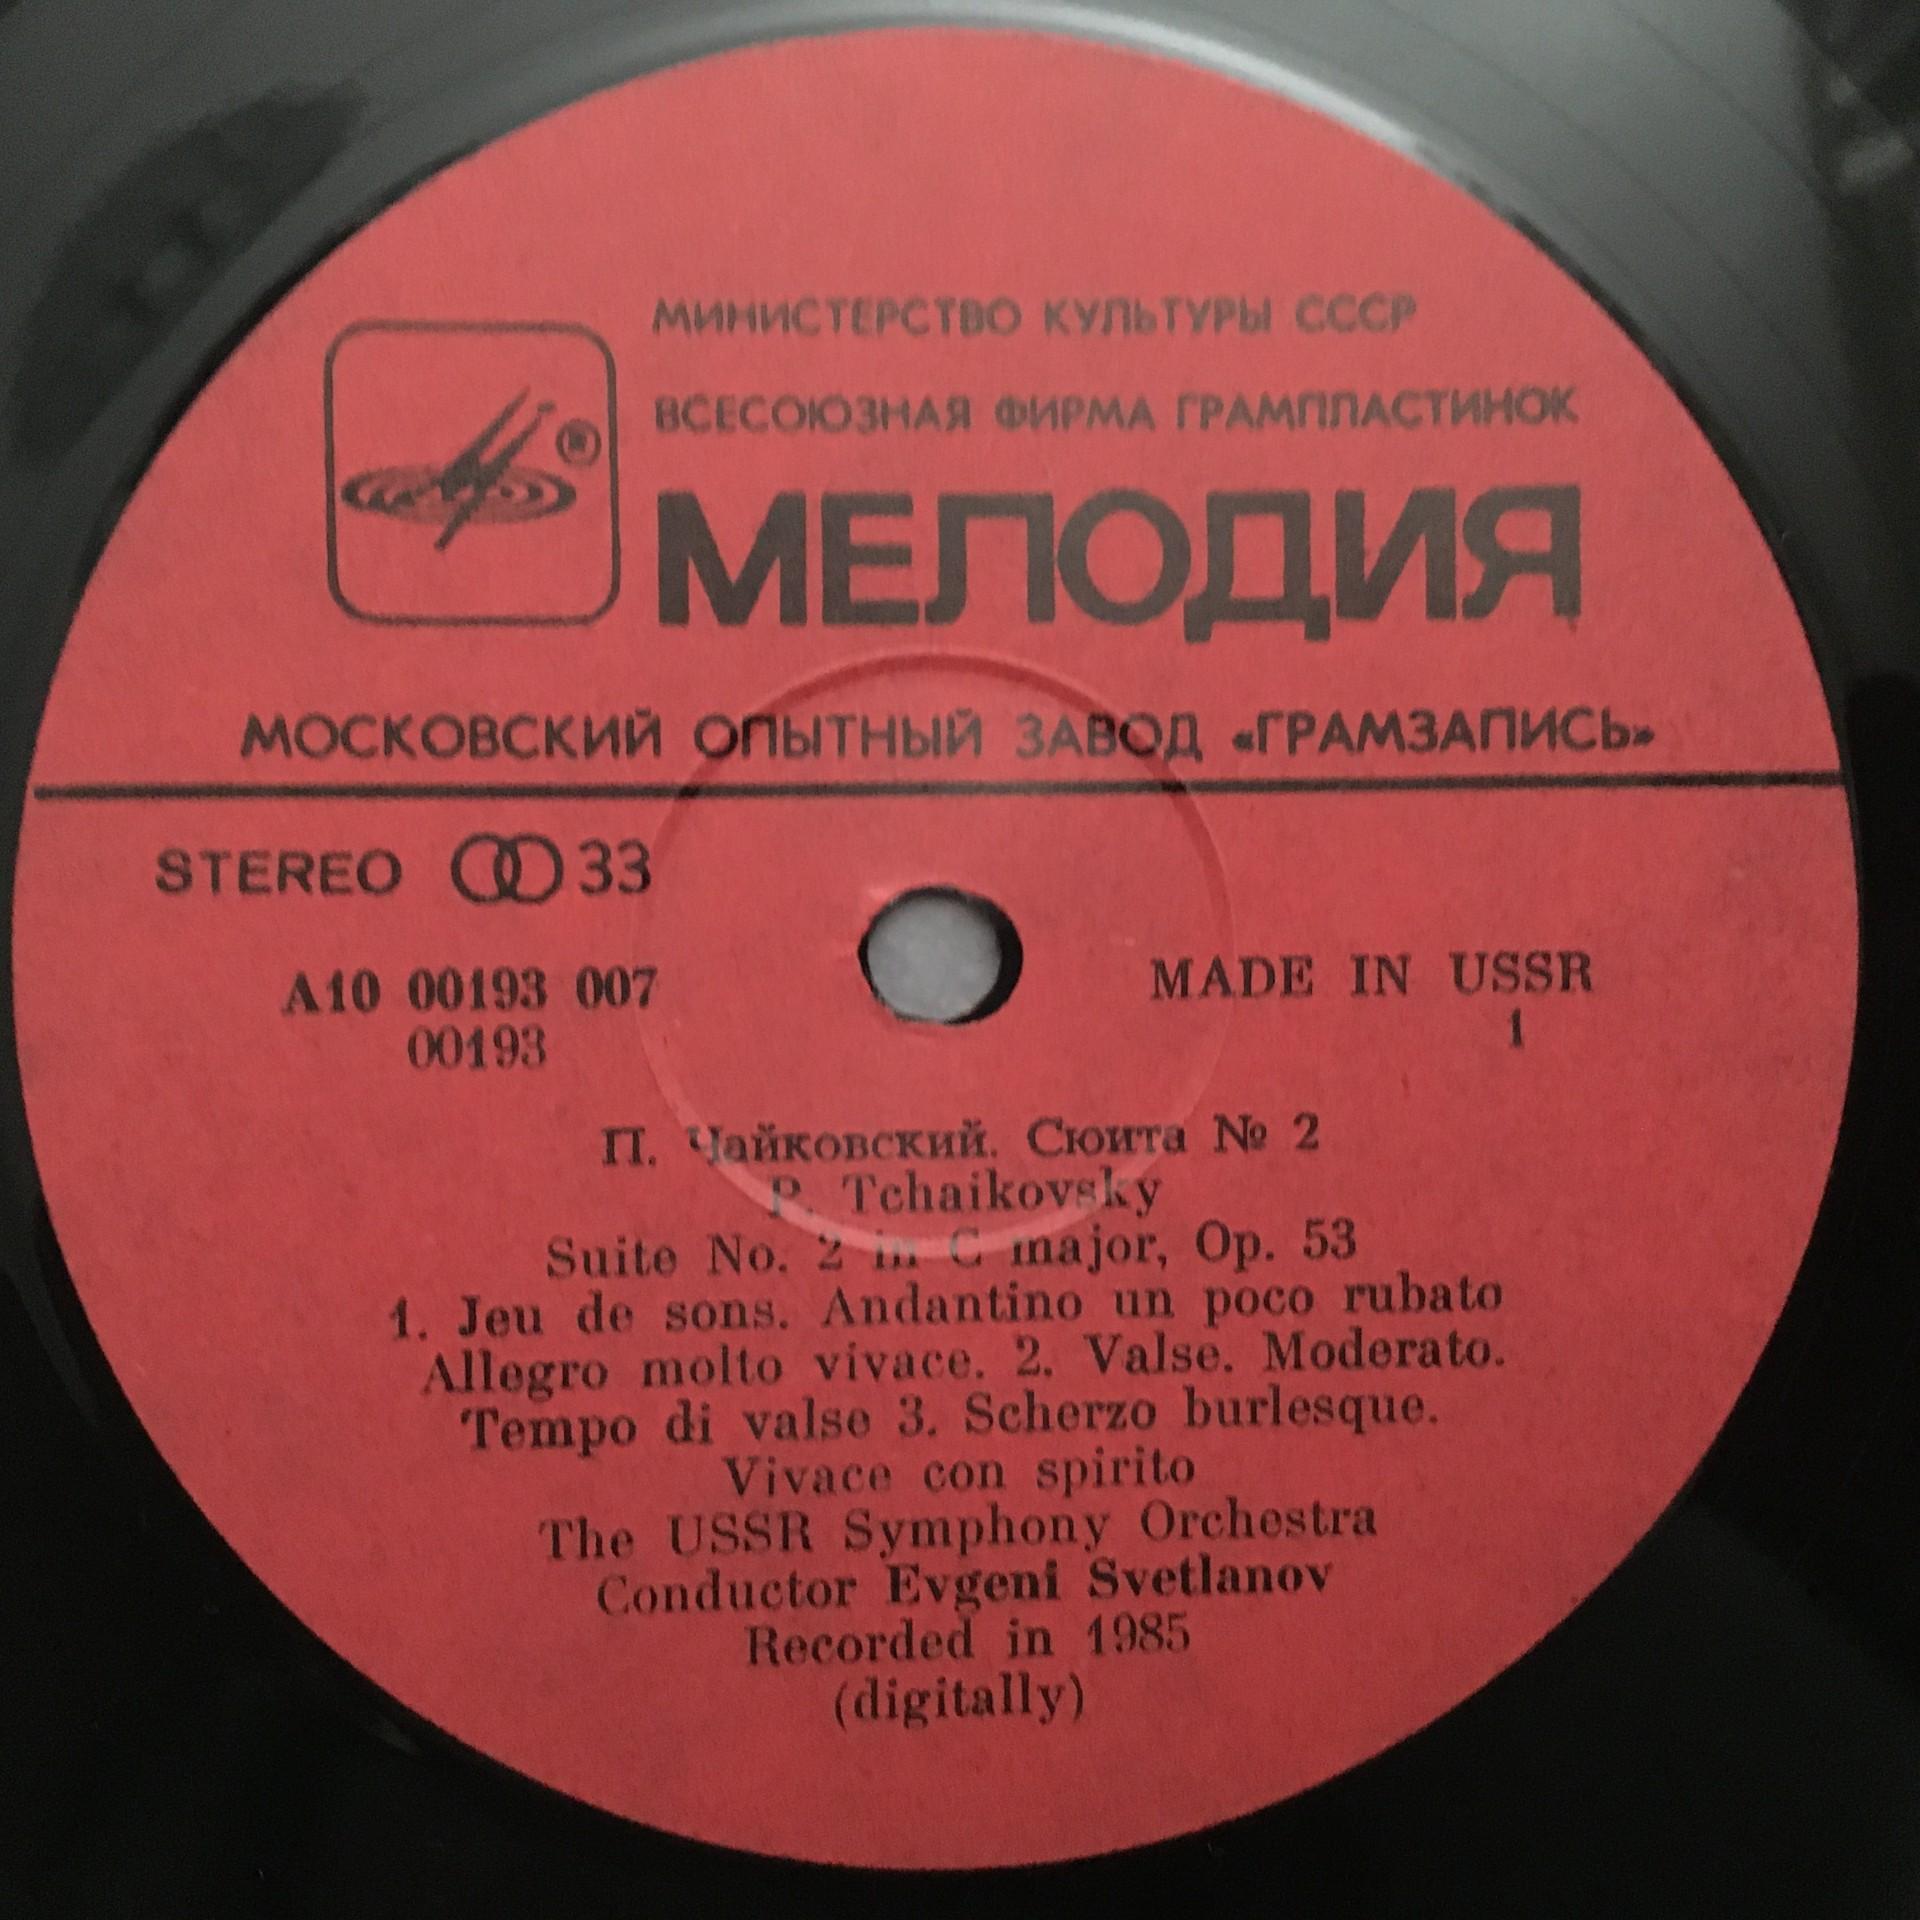 МИНИСТЕРСТВО КУЛЬТУРЫ СССР
ВСЕСОЮЗНАЯ ФИРМА ГРАМПЛАСТИНОК
®
МЕЛОДИЯ
МОСКОВСКИЙ ОПЫТНЫЙ ЗАВОД «ГРАМЗАПИСЬ»
STEREO 33
A10 00193 007
00193
MADE IN USSR
1
П. Чайковский. Сюита № 2
P. Tchaikovsky
Suite No. 2 in C major, Op. 53
1. Jeu de sons. Andantino un poco rubato
Allegro molto vivace. 2. Valse. Moderato.
Tempo di valse 3. Scherzo burlesque.
Vivace con spirito
The USSR Symphony Orchestra
Conductor Evgeni Svetlanov
Recorded in 1985
(digitally)